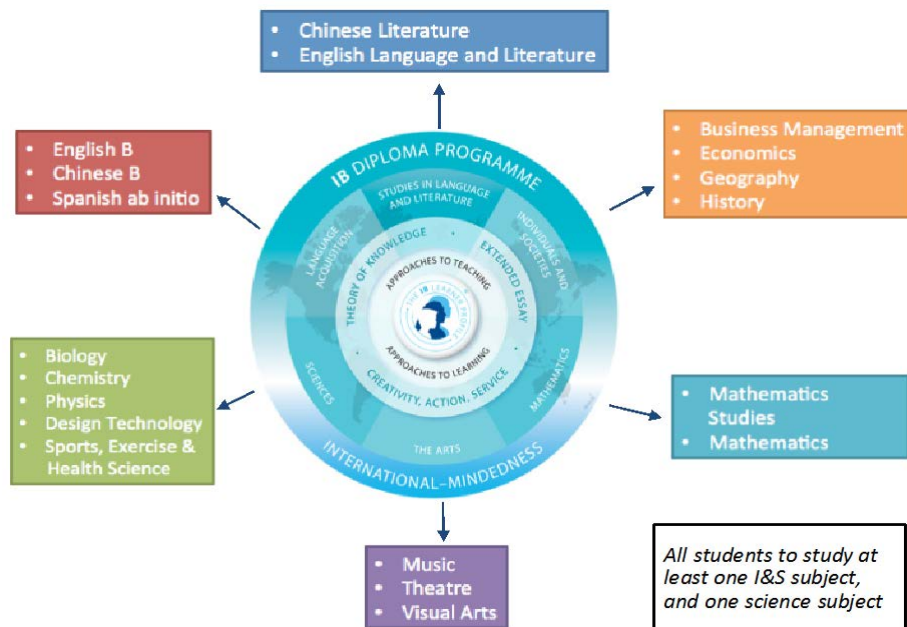 • Chinese Literature
• English Language and Literature
• English B
• Chinese B
• Spanish ab initio
• Business Management
• Economics
• Geography
• History
IB DIPLOMA PROGRAMME
STUDIES IN LANGUAGE
AND LITERATURE
LANGUAGE
ACQUISITION
INDIVIDUALS AND
SOCIETIES
THEORY OF KNOWLEDGE
EXTENDED ESSAY
APPROACHES TO TEACHING
THE IB LEARNER PROFILE
APPROACHES TO LEARNING
CREATIVITY, ACTION, SERVICE
SCIENCES
MATHEMATICS
THE ARTS
INTERNATIONAL-MINDEDNESS
• Biology
• Chemistry
• Physics
• Design Technology
• Sports, Exercise &
Health Science
• Mathematics
Studies
• Mathematics
• Music
• Theatre
• Visual Arts
All students to study at
least one I&S subject,
and one science subject